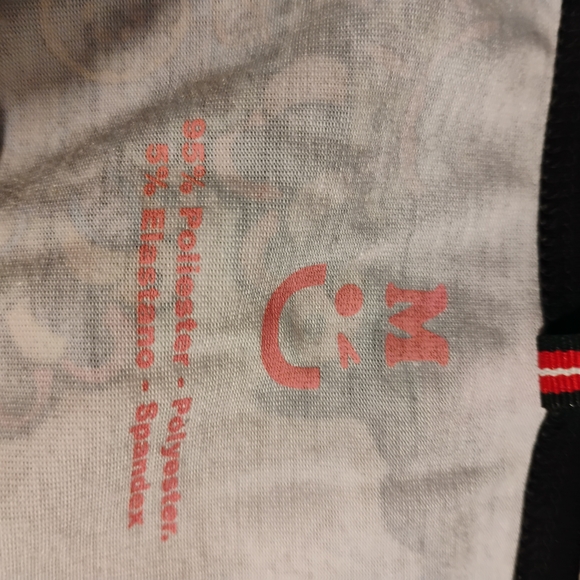 M
95% Poliester - Polyester.
5% Elastano - Spandex